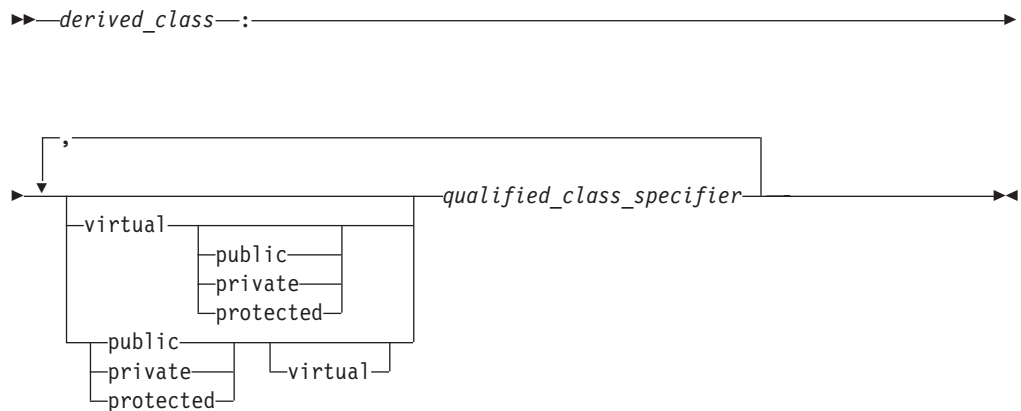 derived_class :
,
qualified_class_specifier
virtual
public
private
protected
public
private
virtual
protected